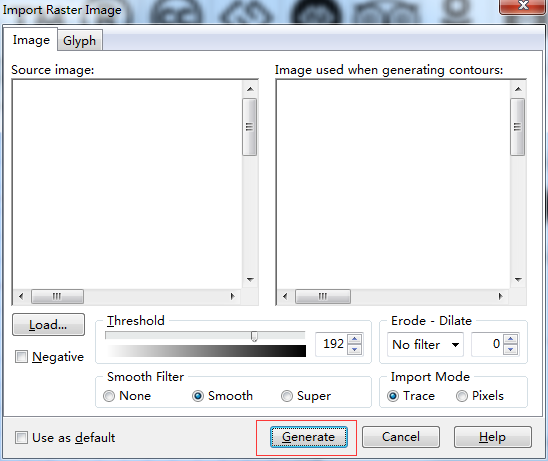 Import Raster Image
Image Glyph
Source image: Image used when generating contours:
Load... Threshold 192 Erode - Dilate No filter 0
Negative
Smooth Filter Import Mode
None Smooth Super Trace Pixels
Use as default Generate Cancel Help